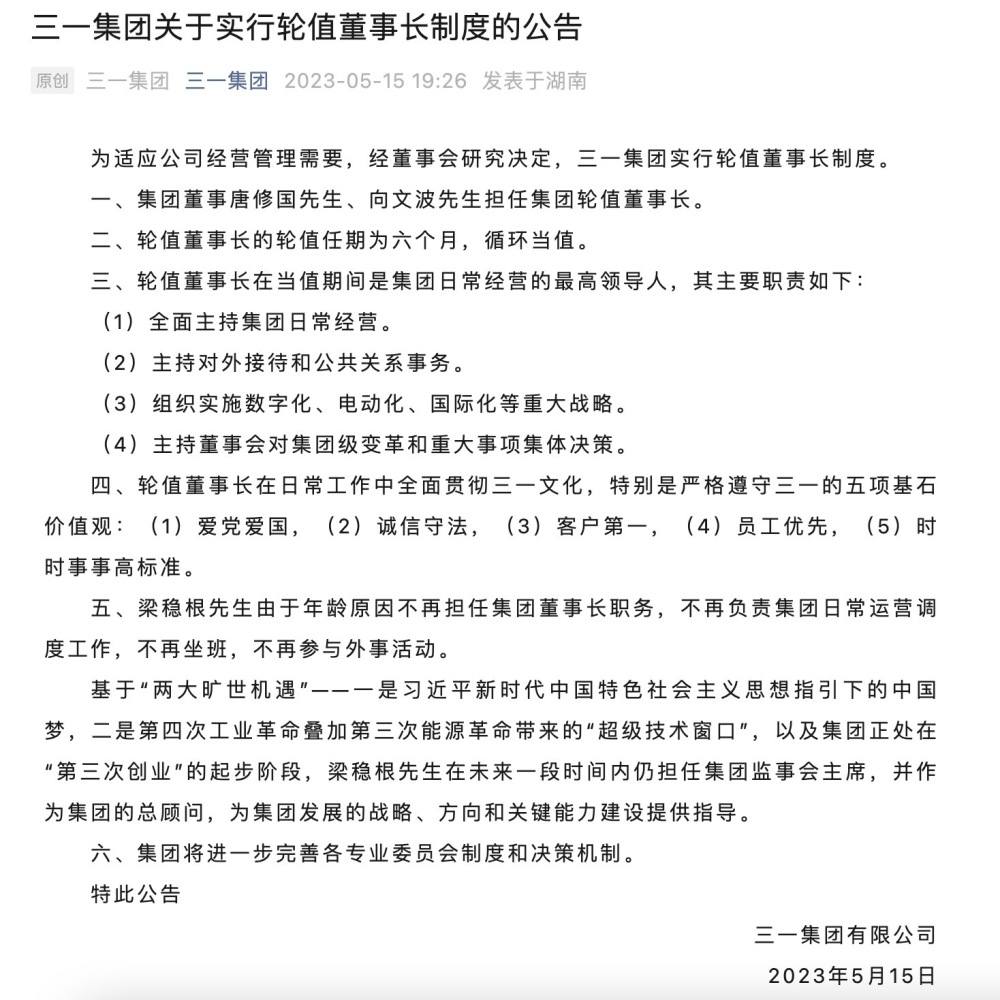 三一集团关于实行轮值董事长制度的公告
原创 三一集团 三一集团 2023-05-15 19:26 发表于湖南
为适应公司经营管理需要，经董事会研究决定，三一集团实行轮值董事长制度。
一、集团董事唐修国先生、向文波先生担任集团轮值董事长。
二、轮值董事长的轮值任期为六个月，循环当值。
三、轮值董事长在当值期间是集团日常经营的最高领导人，其主要职责如下：
（1）全面主持集团日常经营。
（2）主持对外接待和公共关系事务。
（3）组织实施数字化、电动化、国际化等重大战略。
（4）主持董事会对集团级变革和重大事项集体决策。
四、轮值董事长在日常工作中全面贯彻三一文化，特别是严格遵守三一的五项基石
价值观：（1）爱党爱国，（2）诚信守法，（3）客户第一，（4）员工优先，（5）时
时事事高标准。
五、梁稳根先生由于年龄原因不再担任集团董事长职务，不再负责集团日常运营调
度工作，不再坐班，不再参与外事活动。
基于“两大旷世机遇”——一是习近平新时代中国特色社会主义思想指引下的中国
梦，二是第四次工业革命叠加第三次能源革命带来的“超级技术窗口”，以及集团正处在
“第三次创业”的起步阶段，梁稳根先生在未来一段时间内仍担任集团监事会主席，并作
为集团的总顾问，为集团发展的战略、方向和关键能力建设提供指导。
六、集团将进一步完善各专业委员会制度和决策机制。
特此公告
三一集团有限公司
2023年5月15日